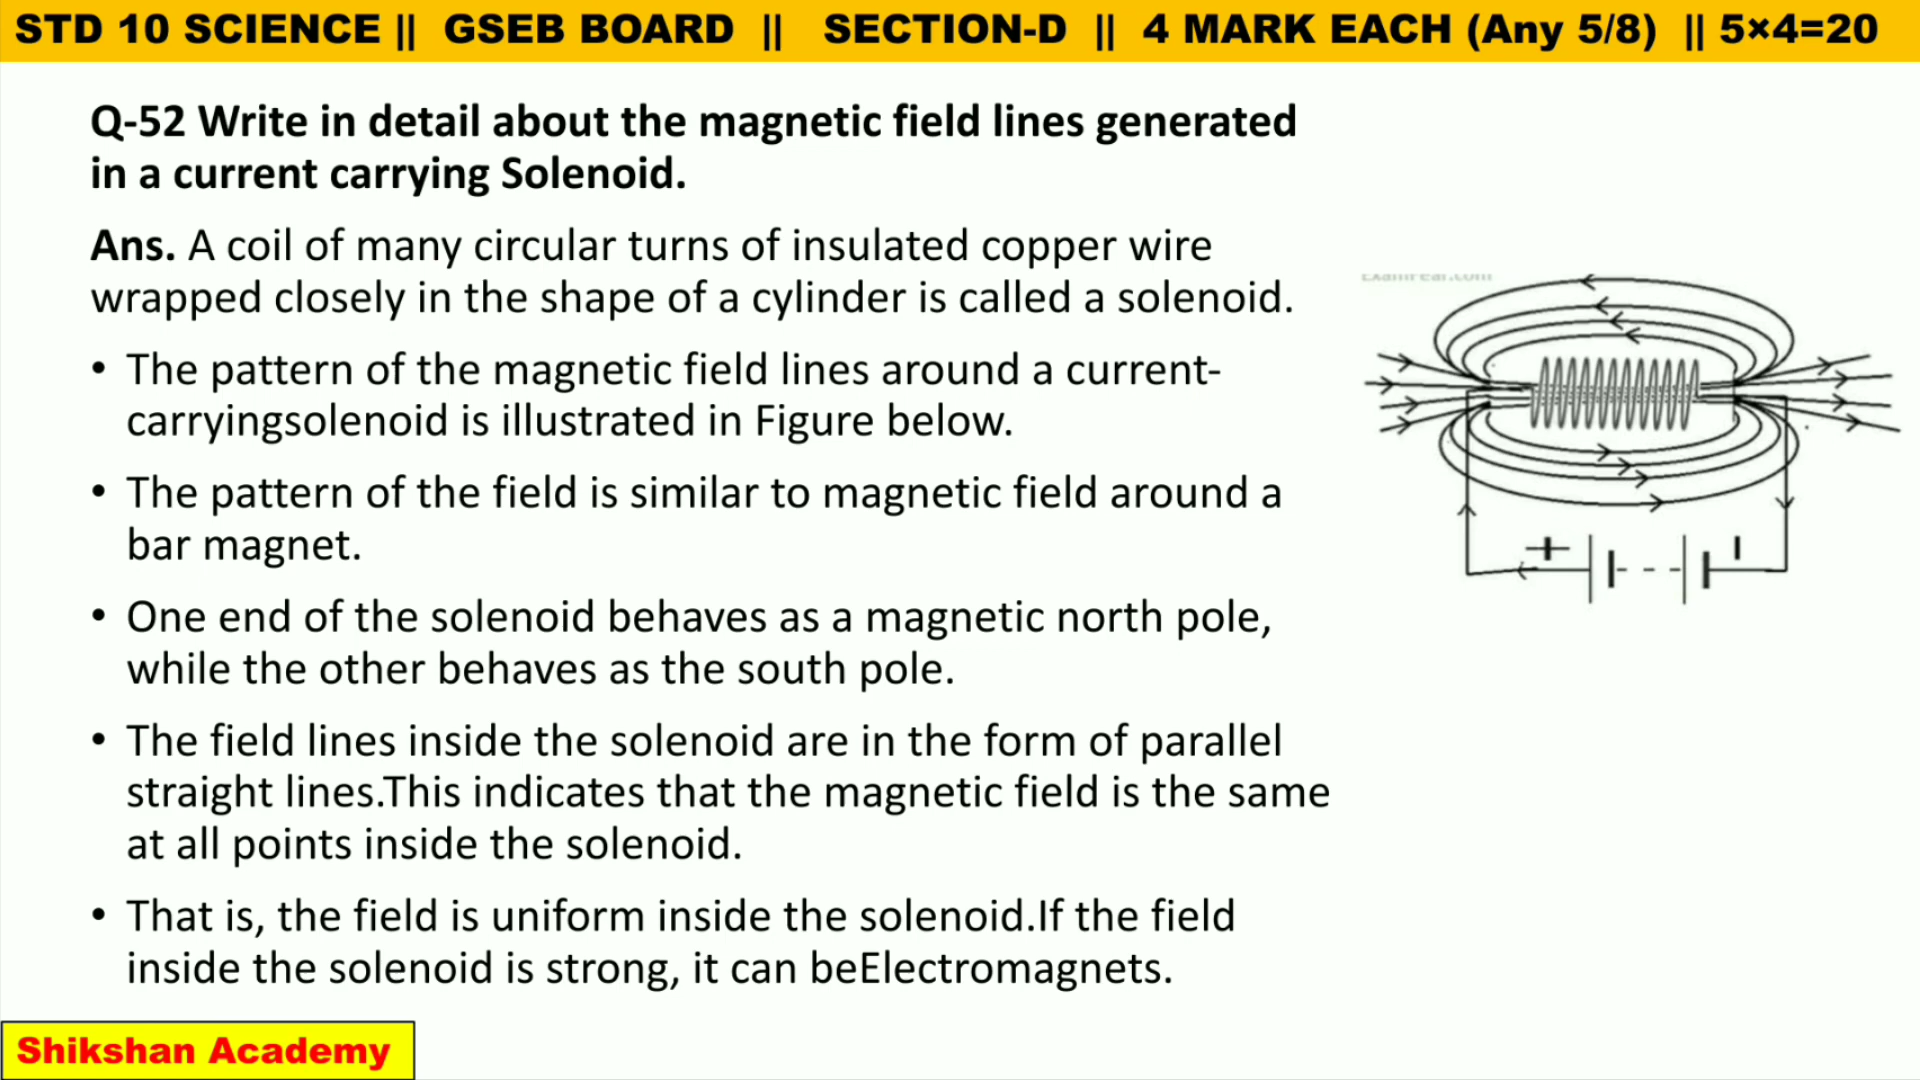 STD 10 SCIENCE || GSEB BOARD || SECTION-D || 4 MARK EACH (Any 5/8) || 5×4=20
Q-52 Write in detail about the magnetic field lines generated
in a current carrying Solenoid.
Ans. A coil of many circular turns of insulated copper wire
wrapped closely in the shape of a cylinder is called a solenoid.
• The pattern of the magnetic field lines around a current-
carryingsolenoid is illustrated in Figure below.
• The pattern of the field is similar to magnetic field around a
bar magnet.
• One end of the solenoid behaves as a magnetic north pole,
while the other behaves as the south pole.
• The field lines inside the solenoid are in the form of parallel
straight lines.This indicates that the magnetic field is the same
at all points inside the solenoid.
• That is, the field is uniform inside the solenoid.If the field
inside the solenoid is strong, it can beElectromagnets.
Shikshan Academy